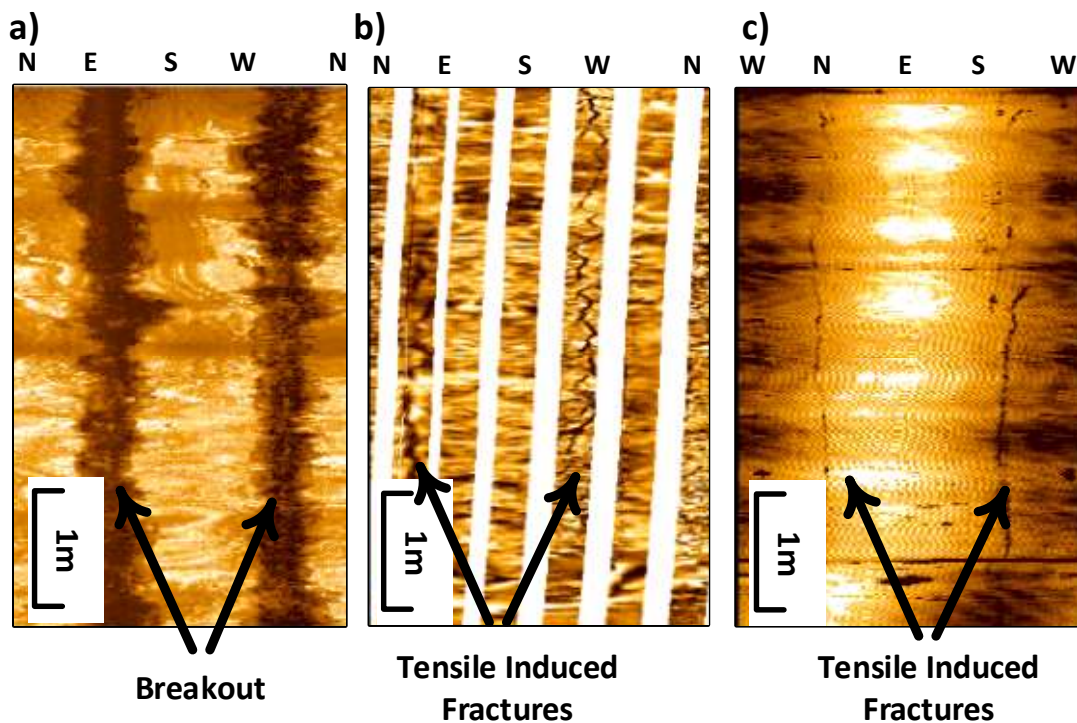 a)
N E S W N
1m
Breakout
b)
N E S W N
1m
Tensile Induced
Fractures
c)
W N E S W
1m
Tensile Induced
Fractures